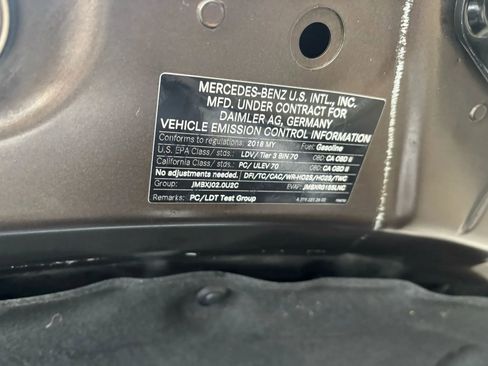 MERCEDES-BENZ U.S. INTL., INC.
MFD. UNDER CONTRACT FOR
DAIMLER AG, GERMANY
VEHICLE EMISSION CONTROL INFORMATION
Conforms to regulations: 2018 MY Fuel: Gasoline
U.S. EPA Class/ stds.: LDV/ Tier 3 BIN 70 OBD: CA OBD II
California Class/ stds.: PC/ ULEV 70 OBD: CA OBD II
No adjustments needed. DFI/TC/CAC/WR-HO2S/HO2S/TWC
Group: JMBXJ02.0U2C EVAP:
Remarks: PC/LDT Test Group